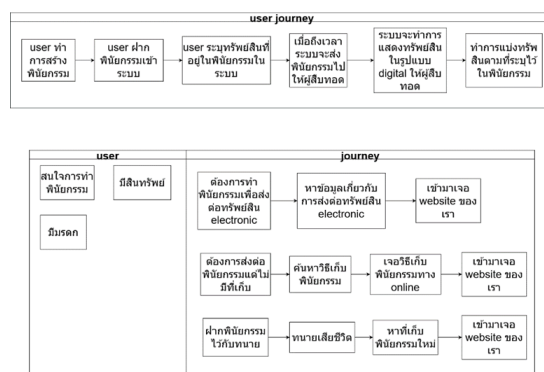 user journey
user ทำ
การสร้าง
พินัยกรรม
user ฝาก
พินัยกรรมเข้า
ระบบ
user ระบุทรัพย์สินที่
อยู่ในพินัยกรรมใน
ระบบ
เมื่อถึงเวลา
ระบบจะส่ง
พินัยกรรมไป
ให้ผู้สืบทอด
ระบบจะทำการ
แสดงทรัพย์สิน
ในรูปแบบ
digital ให้ผู้สืบ
ทอด
ทำการแบ่งทรัพ
สินตามที่ระบุไว้
ในพินัยกรรม
user
journey
สนใจการทำ
พินัยกรรม
มีสินทรัพย์
มีมรดก
ต้องการทำ
พินัยกรรมเพื่อส่ง
ต่อทรัพย์สิน
electronic
หาข้อมูลเกี่ยวกับ
การส่งต่อทรัพย์สิน
electronic
เข้ามาเจอ
website ของ
เรา
ต้องการส่งต่อ
พินัยกรรมแต่ไม่
มีที่เก็บ
ค้นหาวิธีเก็บ
พินัยกรรม
เจอวิธีเก็บ
พินัยกรรมทาง
online
เข้ามาเจอ
website ของ
เรา
ฝากพินัยกรรม
ไว้กับทนาย
ทนายเสียชีวิต
หาที่เก็บ
พินัยกรรมใหม่
เข้ามาเจอ
website ของ
เรา